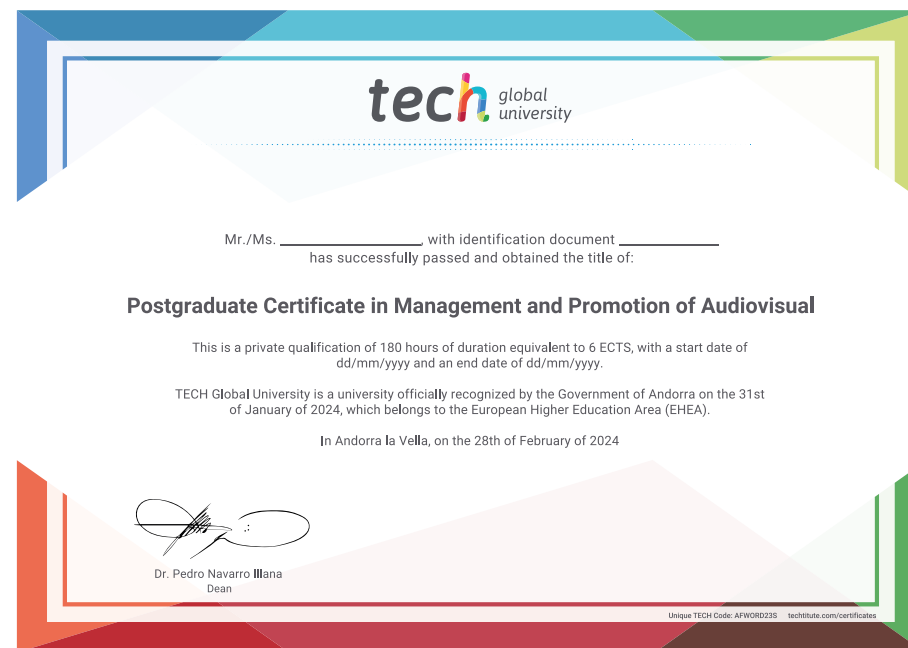 tech global university
Mr./Ms. ____________, with identification document ____________
has successfully passed and obtained the title of:
Postgraduate Certificate in Management and Promotion of Audiovisual
This is a private qualification of 180 hours of duration equivalent to 6 ECTS, with a start date of
dd/mm/yyyy and an end date of dd/mm/yyyy.
TECH Global University is a university officially recognized by the Government of Andorra on the 31st
of January of 2024, which belongs to the European Higher Education Area (EHEA).
In Andorra la Vella, on the 28th of February of 2024
Dr. Pedro Navarro Illana
Dean
Unique TECH Code: AFWORD23S techtitute.com/certificates